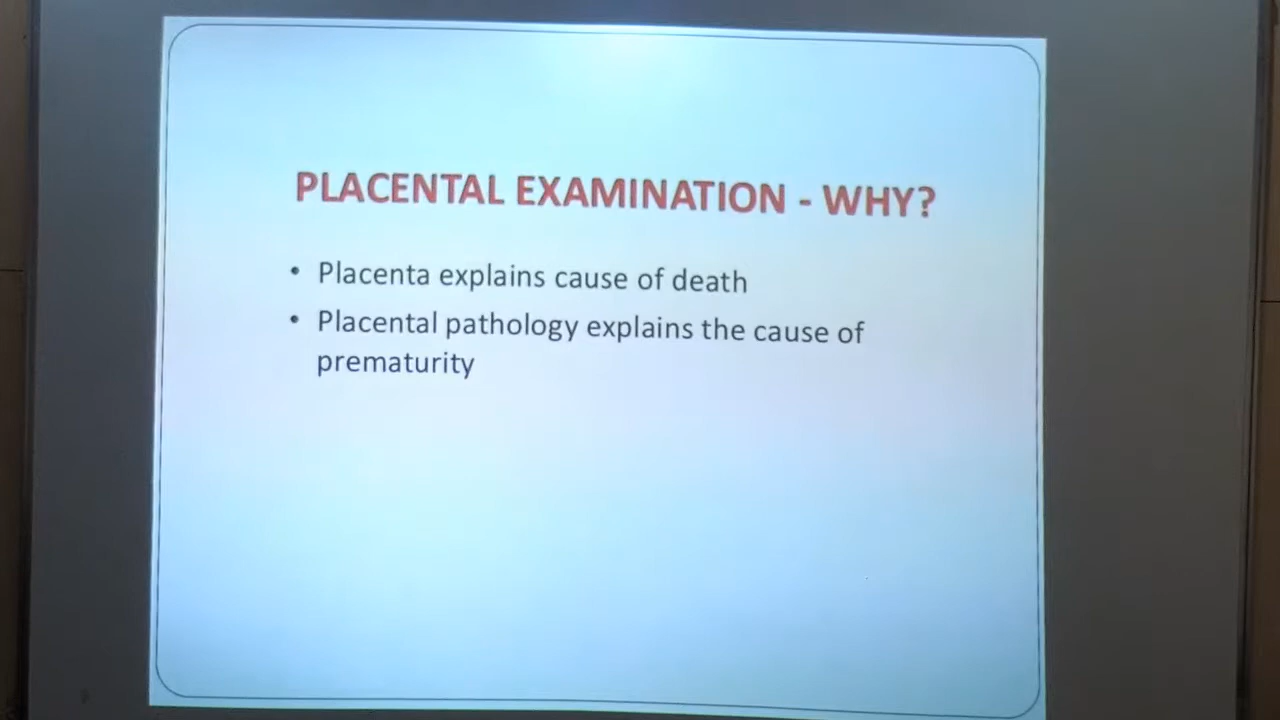 PLACENTAL EXAMINATION - WHY?
• Placenta explains cause of death
• Placental pathology explains the cause of
prematurity